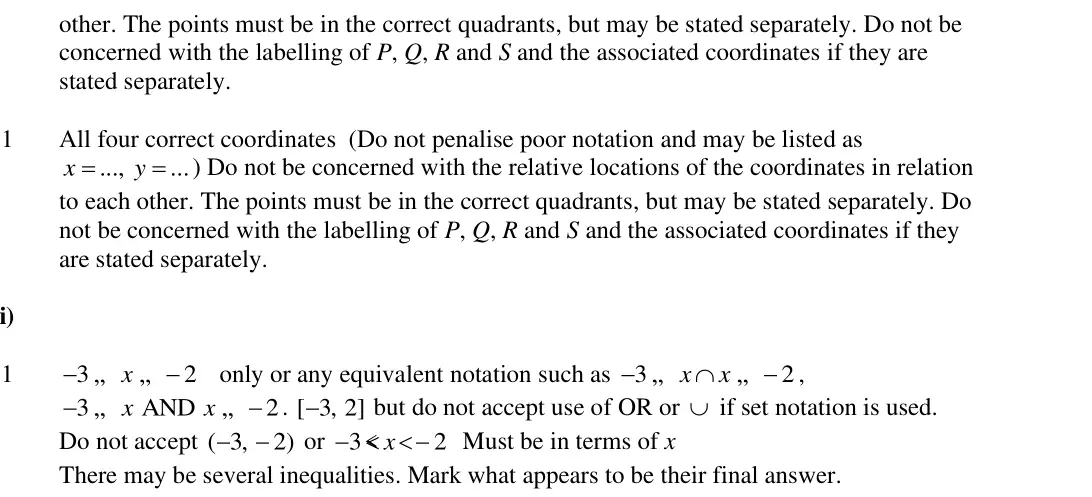 other. The points must be in the correct quadrants, but may be stated separately. Do not be
concerned with the labelling of P, Q, R and S and the associated coordinates if they are
stated separately.
1 All four correct coordinates (Do not penalise poor notation and may be listed as
x = ..., y = ...) Do not be concerned with the relative locations of the coordinates in relation
to each other. The points must be in the correct quadrants, but may be stated separately. Do
not be concerned with the labelling of P, Q, R and S and the associated coordinates if they
are stated separately.
i)
1 −3 „ x „ −2 only or any equivalent notation such as −3 „ x∩x „ −2,
−3 „ x AND x „ −2. [−3, 2] but do not accept use of OR or ∪ if set notation is used.
Do not accept (−3, −2) or −3⩽x<−2 Must be in terms of x
There may be several inequalities. Mark what appears to be their final answer.